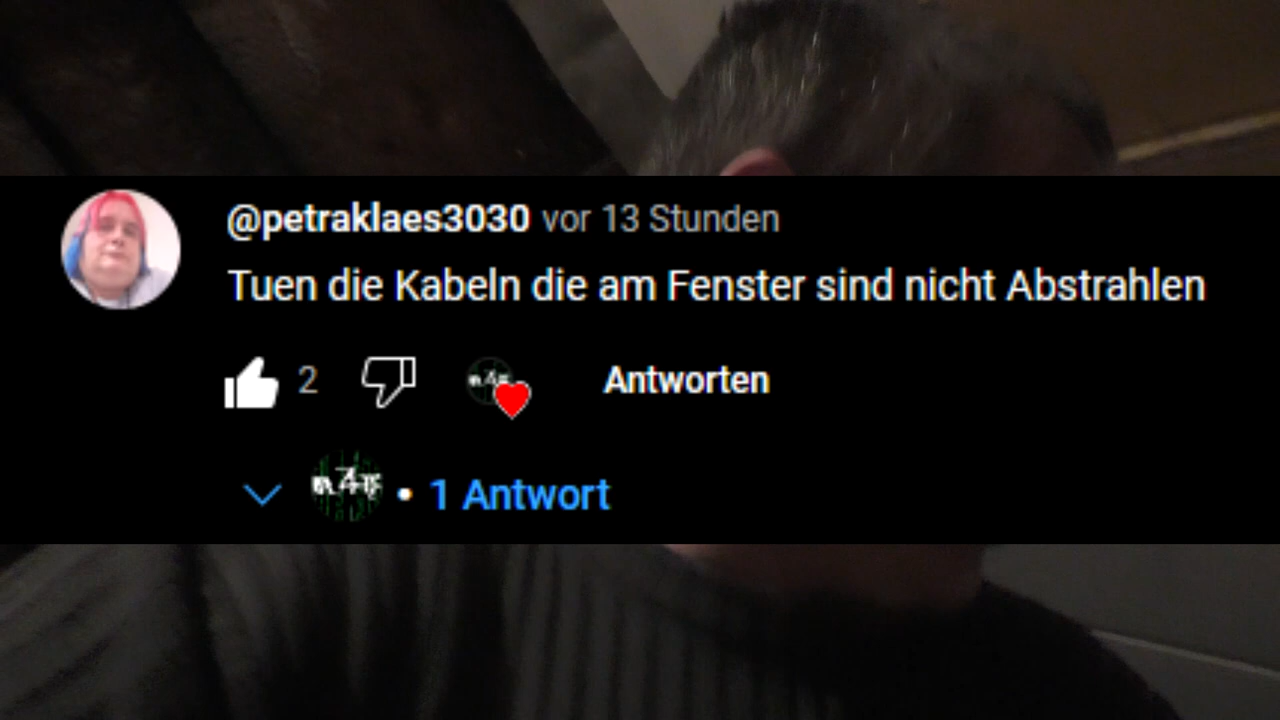 @petraklaes3030 vor 13 Stunden
Tuen die Kabeln die am Fenster sind nicht Abstrahlen
2 Antworten
• 1 Antwort